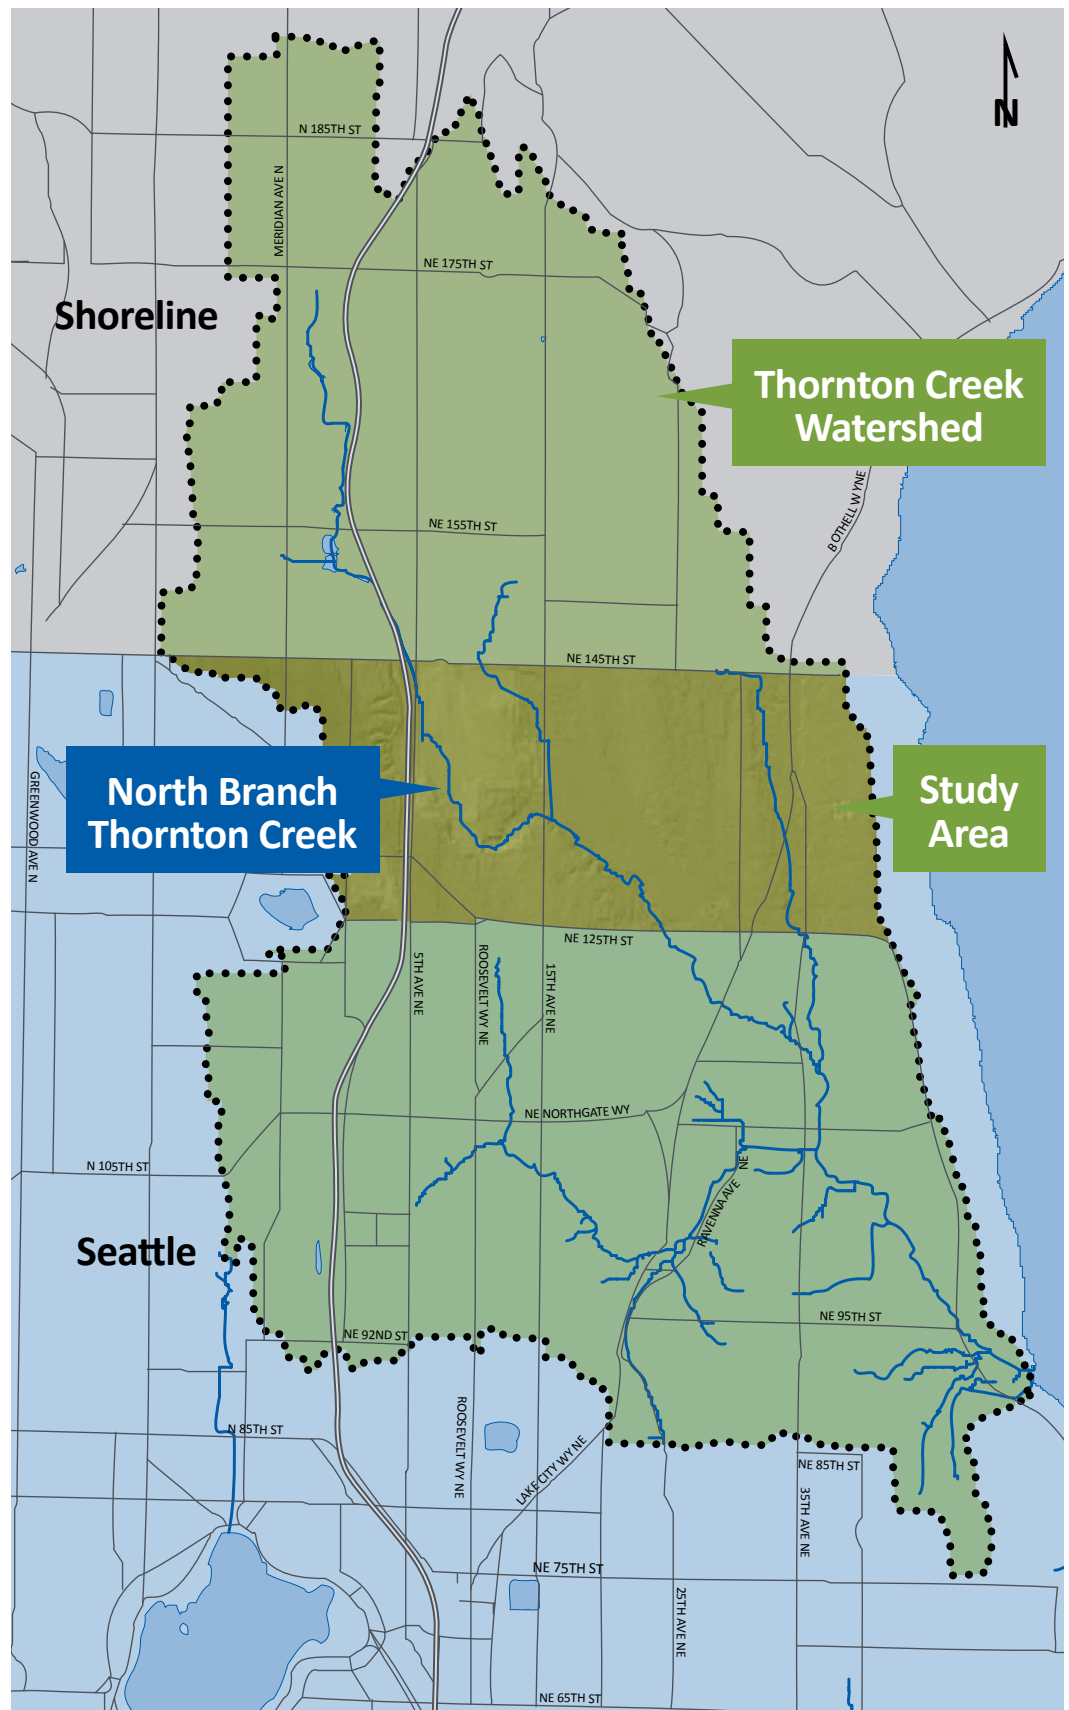 N
N 185TH ST
MERIDIAN AVE N
NE 175TH ST
Shoreline
Thornton Creek
Watershed
BOTHELL WYNE
NE 155TH ST
NE 145TH ST
North Branch
Thornton Creek
Study
Area
GREENWOOD AVE N
NE 125TH ST
5TH AVE NE
ROOSEVELT WY NE
15TH AVE NE
NE NORTHGATE WY
N 105TH ST
RAVENNA AVE
NE
Seattle
NE 95TH ST
NE 92ND ST
ROOSEVELT WY NE
N 85TH ST
LAKE CITY WY NE
NE 85TH ST
35TH AVE NE
NE 75TH ST
25TH AVE NE
NE 65TH ST